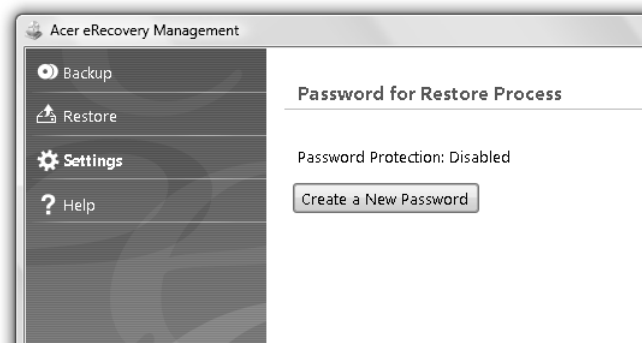 Acer eRecovery Management
Backup
Restore
Settings
Help
Password for Restore Process
Password Protection: Disabled
Create a New Password